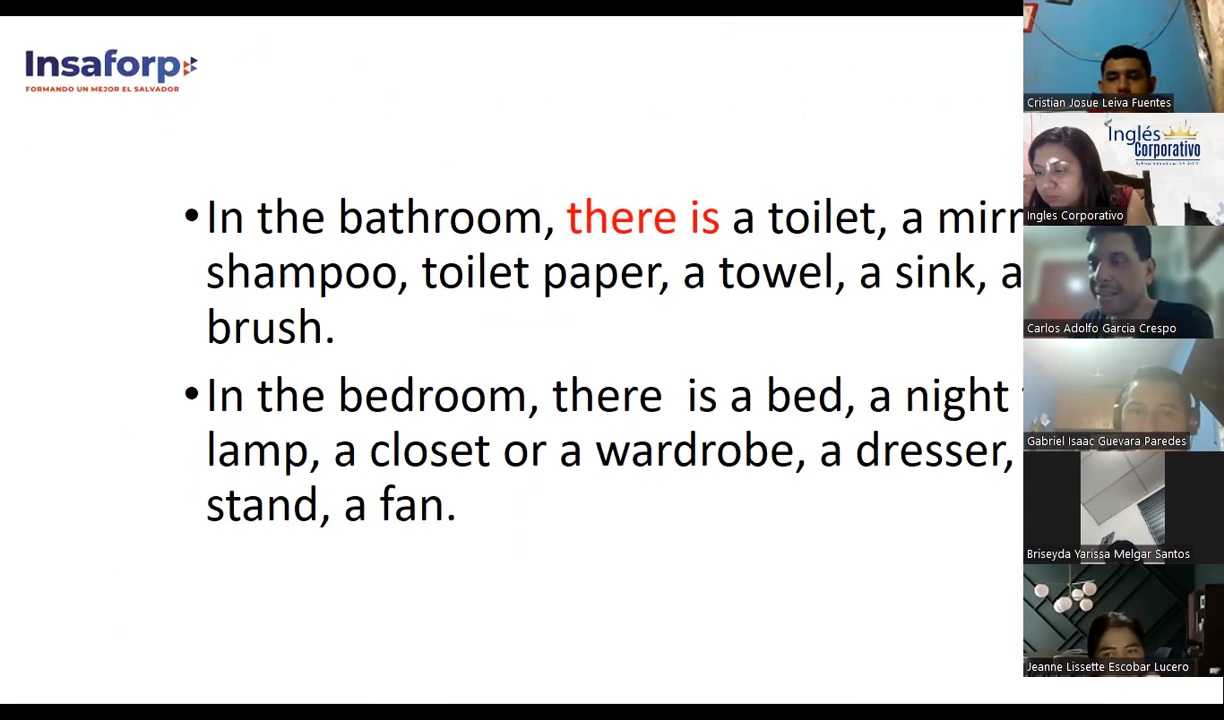 Insaforp
FORMANDO UN MEJOR EL SALVADOR
• In the bathroom, there is a toilet, a mirr
shampoo, toilet paper, a towel, a sink, a
brush.
• In the bedroom, there is a bed, a night
lamp, a closet or a wardrobe, a dresser,
stand, a fan.
Cristian Josue Leiva Fuentes
Inglés
Corporativo
Ingles Corporativo
Carlos Adolfo Garcia Crespo
Gabriel Isaac Guevara Paredes
Briseyda Yarissa Melgar Santos
Jeanne Lissette Escobar Lucero